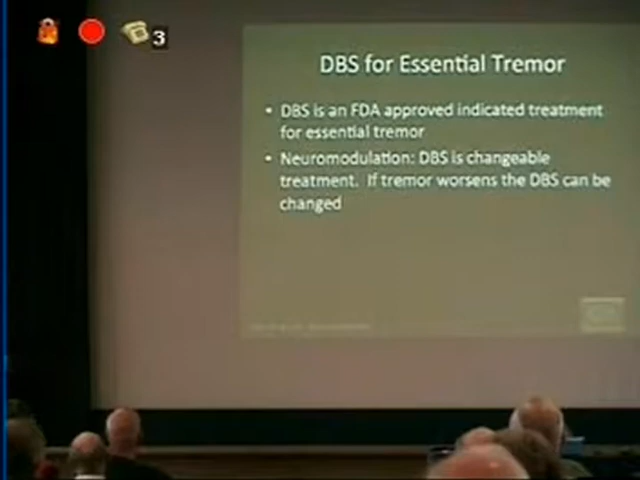 3
DBS for Essential Tremor
• DBS is an FDA approved indicated treatment
for essential tremor
• Neuromodulation: DBS is changeable
treatment.  If tremor worsens the DBS can be
changed